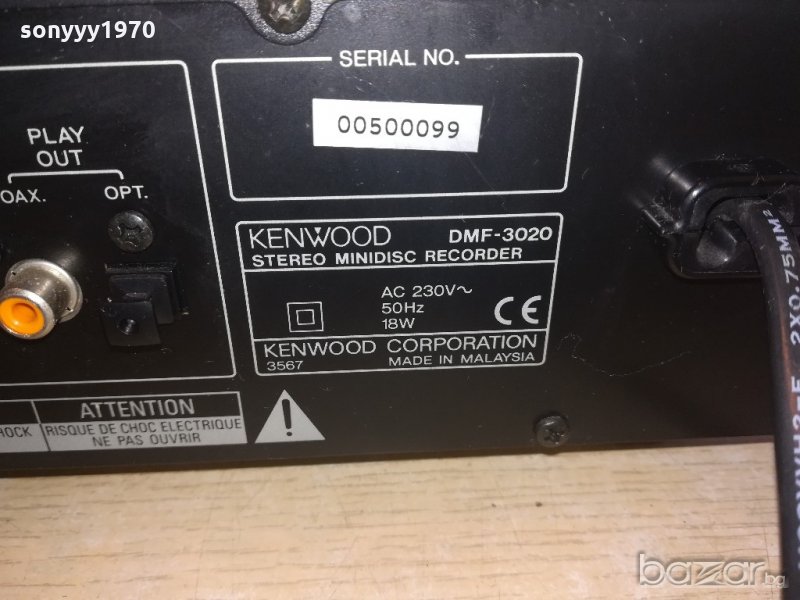 sonyyy1970
SERIAL NO.
00500099
PLAY
OUT
OAX.
OPT.
KENWOOD DMF-3020
STEREO MINIDISC RECORDER
AC 230V~
50Hz
18W
CE
KENWOOD CORPORATION
3567 MADE IN MALAYSIA
ATTENTION
HOCK RISQUE DE CHOC ELECTRIQUE
NE PAS OUVRIR
2X0.75MM²
bazar.bg